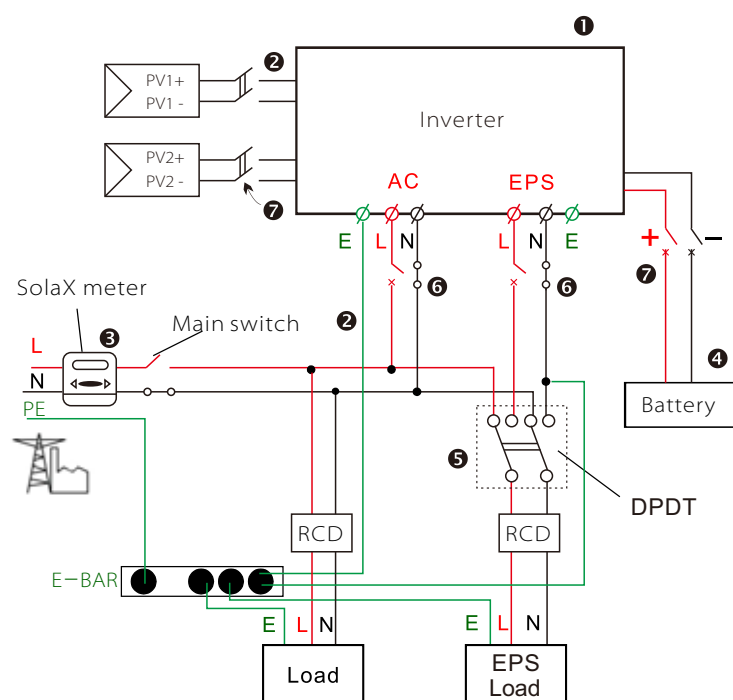 ❶
❷
PV1+
PV1 -
Inverter
PV2+
PV2 -
❼
AC
EPS
E
L
N
L
N
E
+
−
❼
❻
❻
SolaX meter
❸
Main switch
❷
L
N
PE
❹
Battery
❺
DPDT
RCD
RCD
E−BAR
E
L
N
E
L
N
Load
EPS
Load